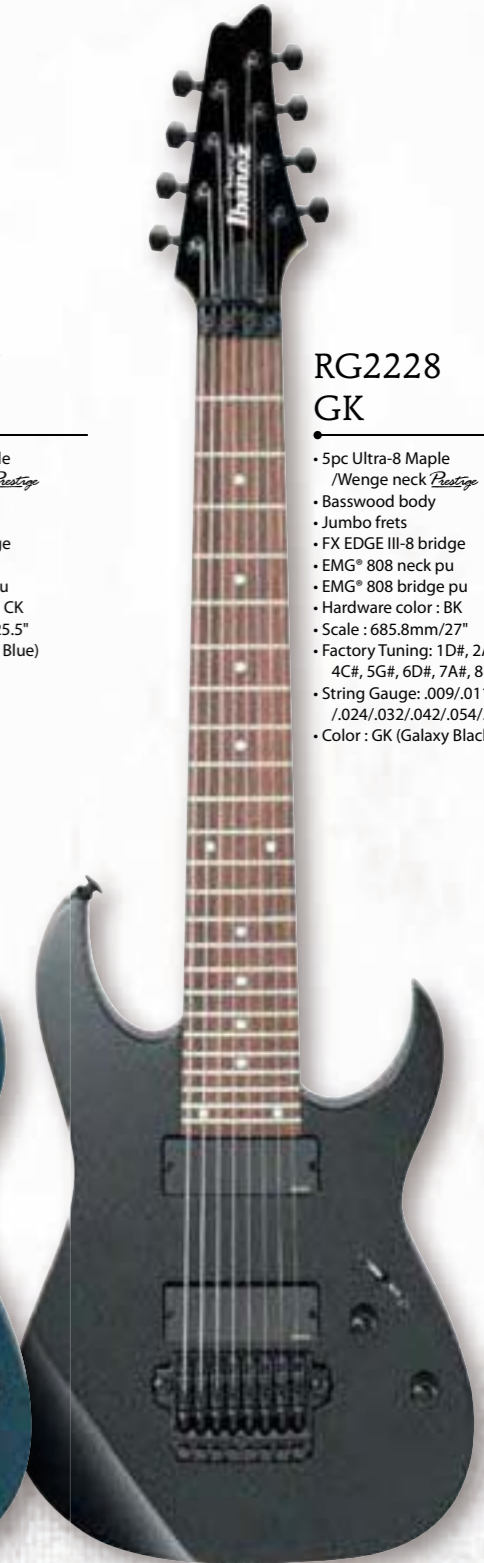 Ibanez
RG2228
GK
• 5pc Ultra-8 Maple
/Wenge neck Prestige
• Basswood body
• Jumbo frets
• FX EDGE III-8 bridge
• EMG® 808 neck pu
• EMG® 808 bridge pu
• Hardware color : BK
• Scale : 685.8mm/27"
• Factory Tuning: 1D#, 2A
4C#, 5G#, 6D#, 7A#, 8
• String Gauge: .009/.011
/.024/.032/.042/.054/.
• Color : GK (Galaxy Black
le
Prestige
ge
u
CK
25.5"
Blue)